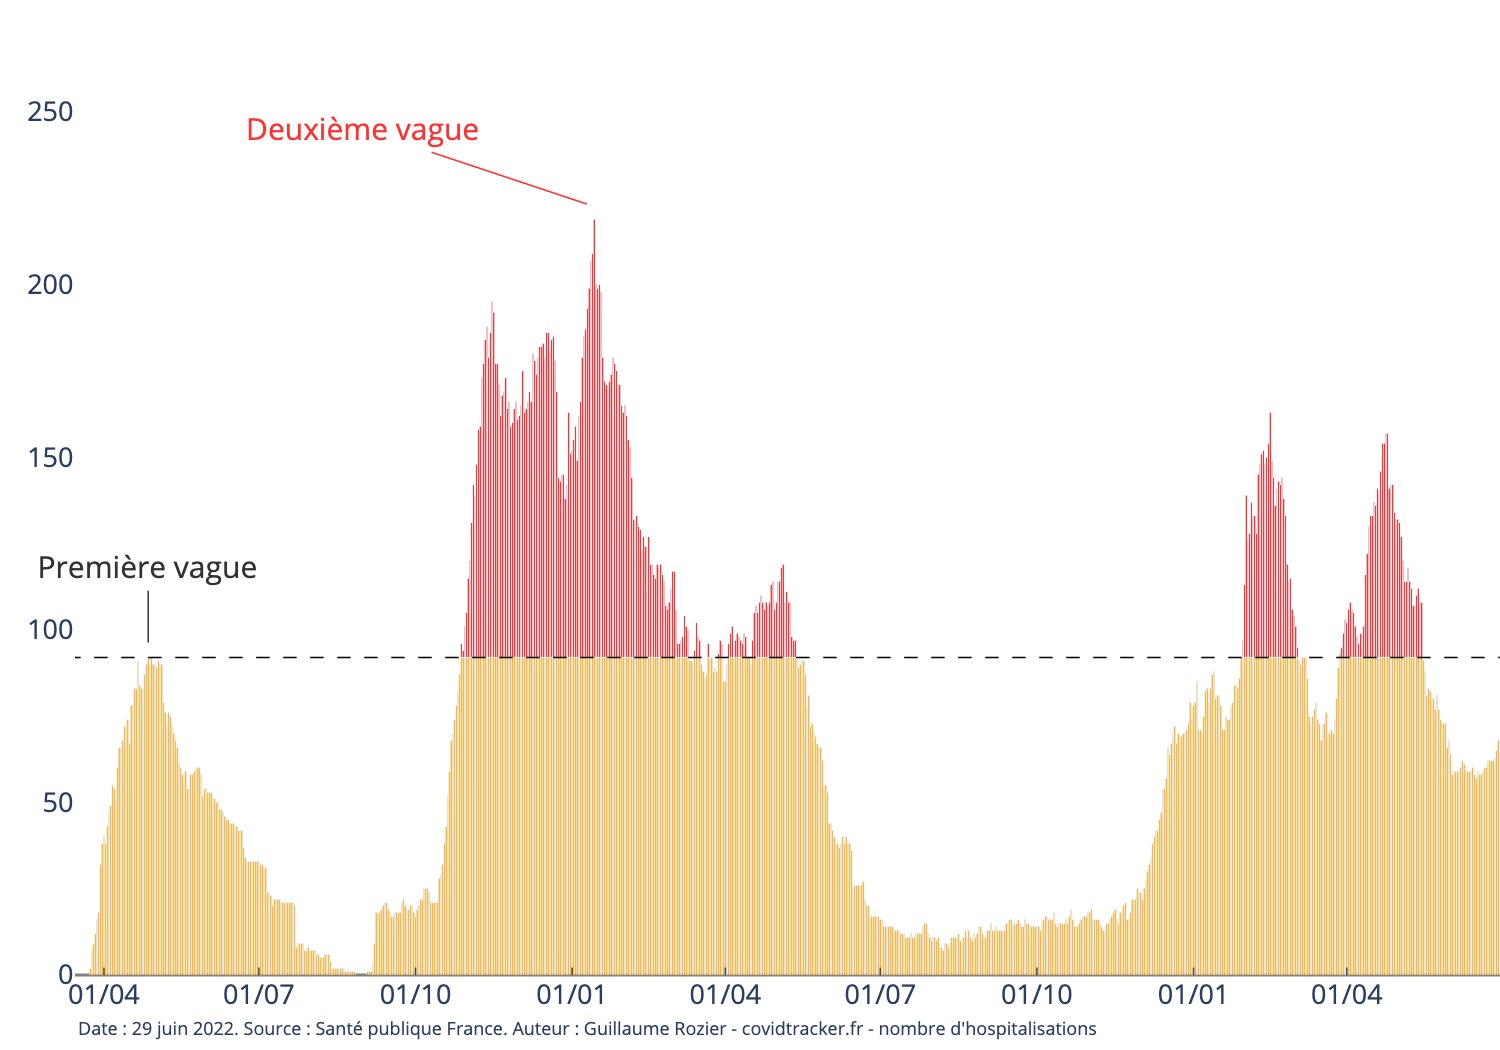 250
Deuxième vague
200
150
Première vague
100
50
0
01/04 01/07 01/10 01/01 01/04 01/07 01/10 01/01 01/04
Date : 29 juin 2022. Source : Santé publique France. Auteur : Guillaume Rozier - covidtracker.fr - nombre d'hospitalisations